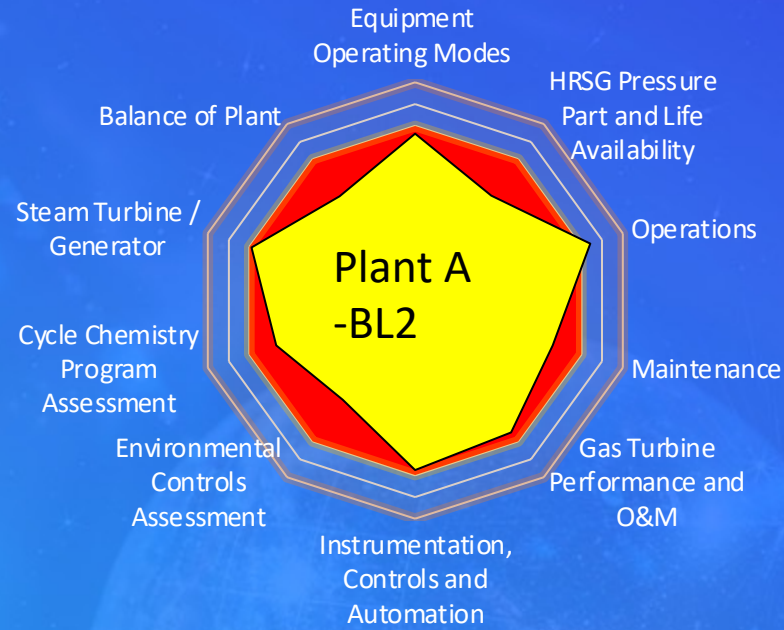 Equipment
Operating Modes
HRSG Pressure
Part and Life
Availability
Balance of Plant
Steam Turbine /
Generator
Operations
Plant A
-BL2
Cycle Chemistry
Program
Assessment
Maintenance
Environmental
Controls
Assessment
Gas Turbine
Performance and
O&M
Instrumentation,
Controls and
Automation